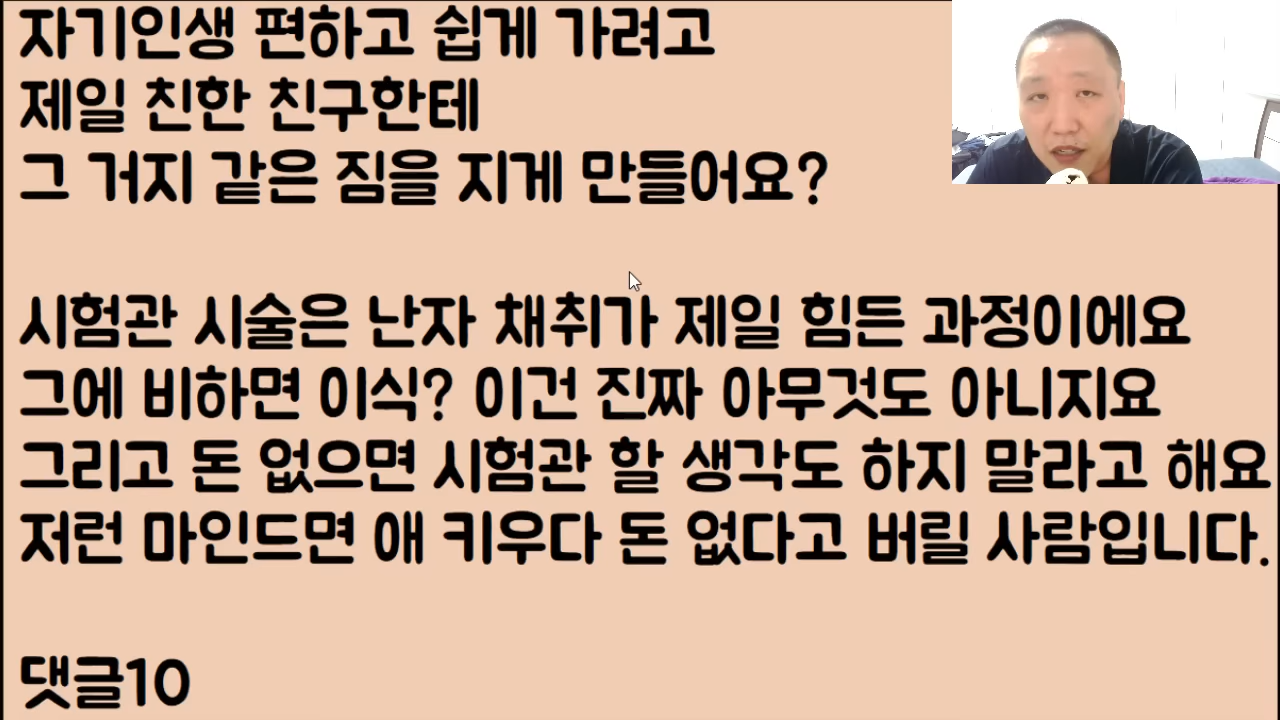 자기인생 편하고 쉽게 가려고
제일 친한 친구한테
그 거지 같은 짐을 지게 만들어요?
시험관 시술은 난자 채취가 제일 힘든 과정이에요
그에 비하면 이식? 이건 진짜 아무것도 아니지요
그리고 돈 없으면 시험관 할 생각도 하지 말라고 해요
저런 마인드면 애 키우다 돈 없다고 버릴 사람입니다.
댓글10